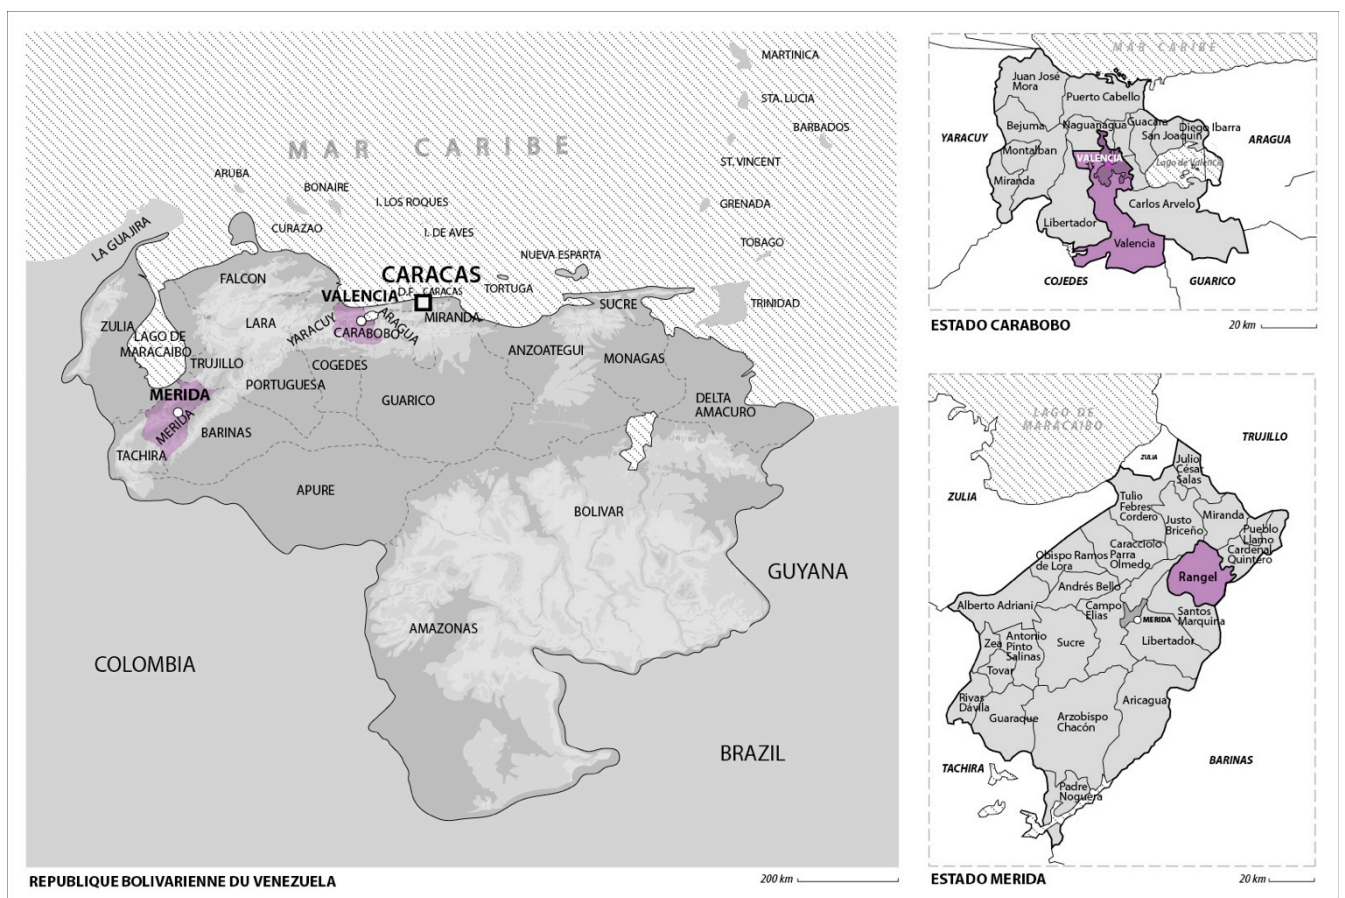 MARTINICA
STA. LUCIA
BARBADOS
MAR CARIBE
ST. VINCENT
ARUBA
BONAIRE
I. LOS ROQUES
GRENADA
LA GUAJIRA
CURAZAO
I. DE AVES
TOBAGO
NUEVA ESPARTA
FALCON
CARACAS
TORTUGA
VALENCIA
D.F. CARACAS
SUCRE
TRINIDAD
ZULIA
LARA
YARACUY
CARABOBO
ARAGUA
MIRANDA
LAGO DE
MARACAIBO
TRUJILLO
COGEDES
ANZOATEGUI
MONAGAS
PORTUGUESA
MERIDA
MERIDA
GUARICO
DELTA
AMACURO
BARINAS
TACHIRA
APURE
BOLIVAR
GUYANA
AMAZONAS
COLOMBIA
BRAZIL
REPUBLIQUE BOLIVARIENNE DU VENEZUELA
200 km
MAR CARIBE
Juan José
Mora
Puerto Cabello
Bejuma
Naguanagua
Guacara
San Joaquin
Diego Ibarra
YARACUY
ARAGUA
Montalban
VALENCIA
Lago de Valencia
Miranda
Carlos Arvelo
Libertador
Valencia
COJEDES
GUARICO
ESTADO CARABOBO
20 km
LAGO DE
MARACAIBO
TRUJILLO
ZULIA
Julio
César
Salas
ZULIA
Tulio
Febres
Cordero
Justo
Briceño
Miranda
Pueblo
Llamo
Cardenal
Quintero
Caracciolo
Parra
Olmedo
Obispo Ramos
de Lora
Rangel
Andrés Bello
Alberto Adriani
Campo
Elias
MERIDA
Santos
Marquina
Zea
Antonio
Pinto
Salinas
Sucre
Libertador
Tovar
Rivas
Dávila
Guaraque
Arzobispo
Chacón
Aricagua
TACHIRA
BARINAS
Padre
Noguera
ESTADO MERIDA
20 km